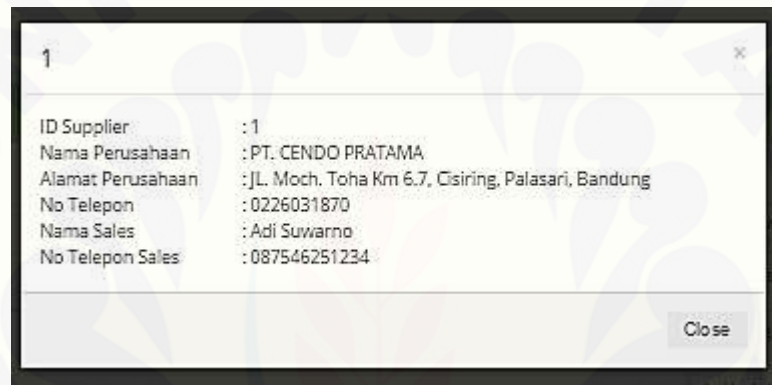 1
×
ID Supplier : 1
Nama Perusahaan : PT. CENDO PRATAMA
Alamat Perusahaan : JL. Moch. Toha Km 6.7, Cisiring, Palasari, Bandung
No Telepon : 0226031870
Nama Sales : Adi Suwarno
No Telepon Sales : 087546251234
Close